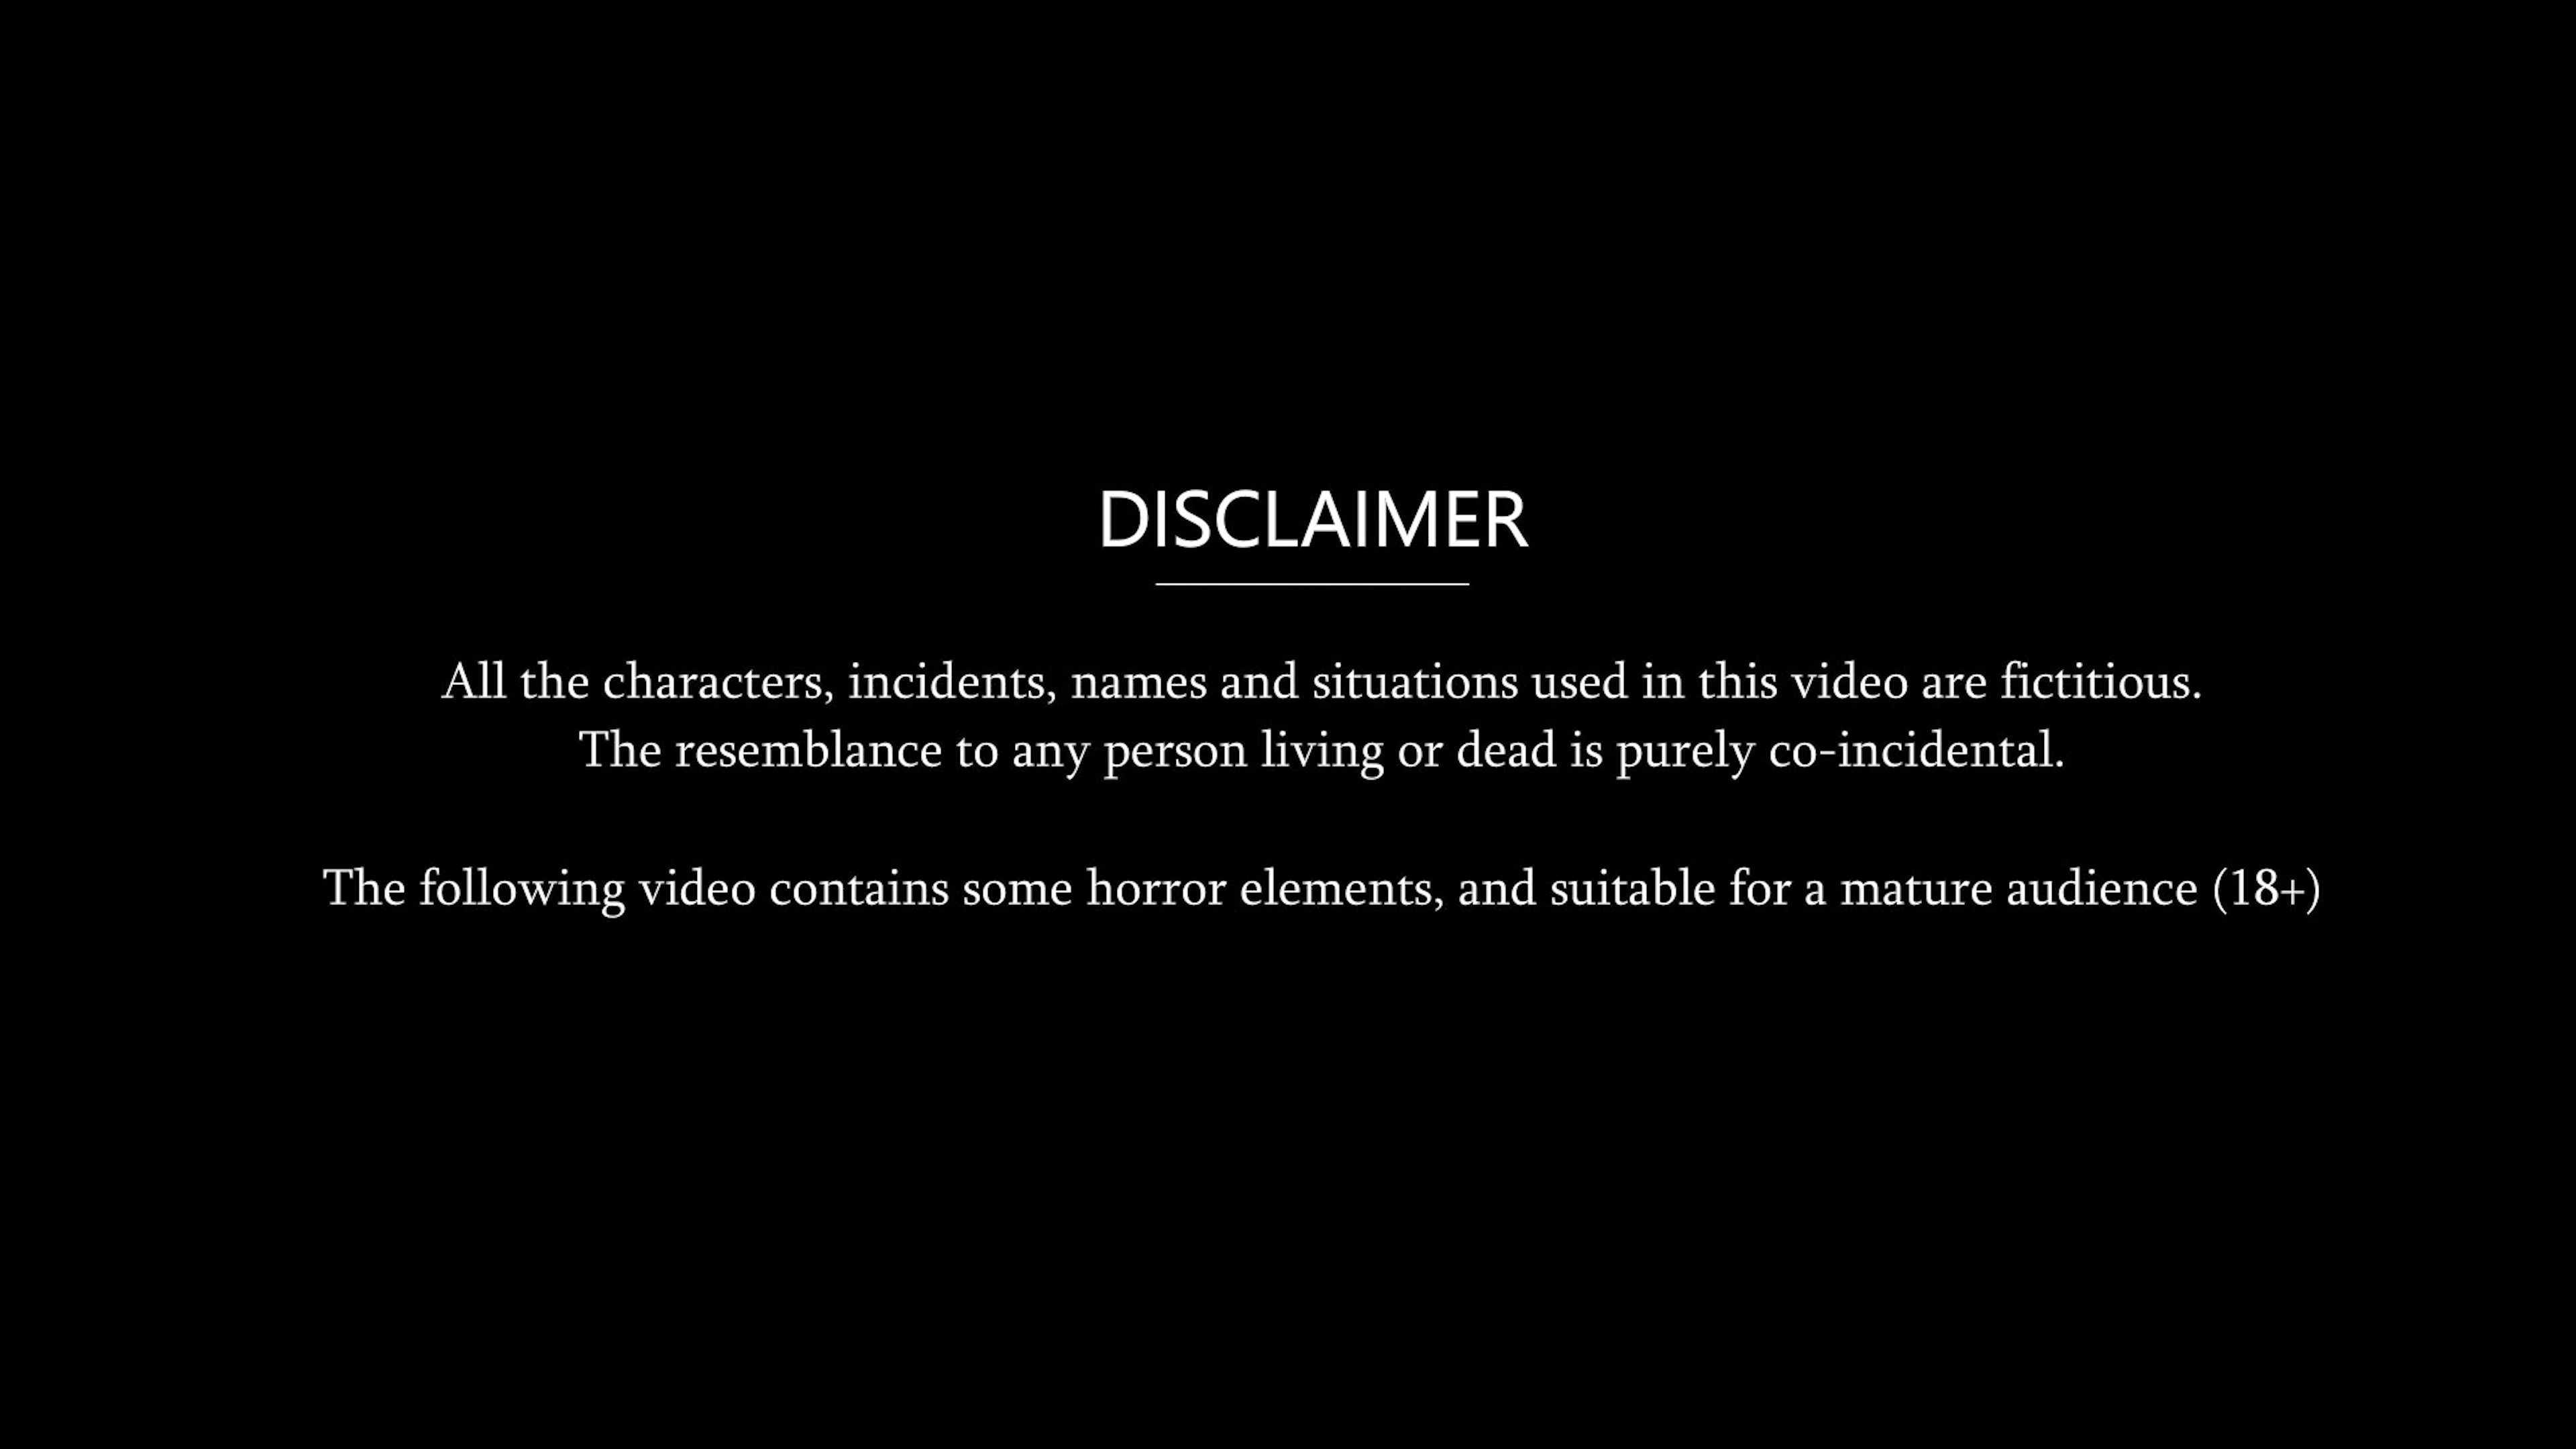 DISCLAIMER
All the characters, incidents, names and situations used in this video are fictitious.
The resemblance to any person living or dead is purely co-incidental.
The following video contains some horror elements, and suitable for a mature audience (18+)